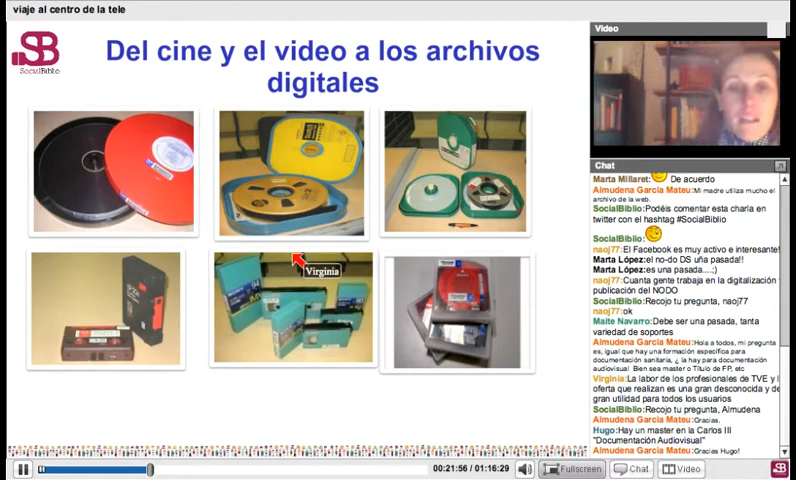 viaje al centro de la tele
SB
SocialBiblio
Del cine y el video a los archivos
digitales
Virginia
Video
Chat
Marta Millaret: De acuerdo
Almudena Garcia Mateu: Mi madre utiliza mucho el
archivo de la web.
SocialBiblio: Podéis comentar esta charla en
twitter con el hashtag #SocialBiblio
SocialBiblio:
naoj77: El Facebook es muy activo e interesante!
Marta López: el no-do DS uña pasada!!
Marta López: es una pasada....;)
naoj77: Cuanta gente trabaja en la digitalización
publicación del NODO
SocialBiblio: Recojo tu pregunta, naoj77
naoj77: ok
Maite Navarro: Debe ser una pasada, tanta
variedad de soportes
Almudena Garcia Mateu: Hola a todos, mi pregunta
es, igual que hay una formación específica para
documentación sanitaria, ¿ la hay para documentación
audiovisual Bien sea master o Título de FP, etc
Virginia: La labor de los profesionales de TVE y l
oferta que realizan es una gran desconocida y de
gran utilidad para todos los usuarios
SocialBiblio: Recojo tu pregunta, Almudena
Almudena Garcia Mateu: Gracias.
Hugo: Hay un master en la Carlos III
"Documentación Audiovisual"
Almudena Garcia Mateu: Gracias Hugo!
00:21:56 / 01:16:29
Fullscreen
Chat
Video
SB